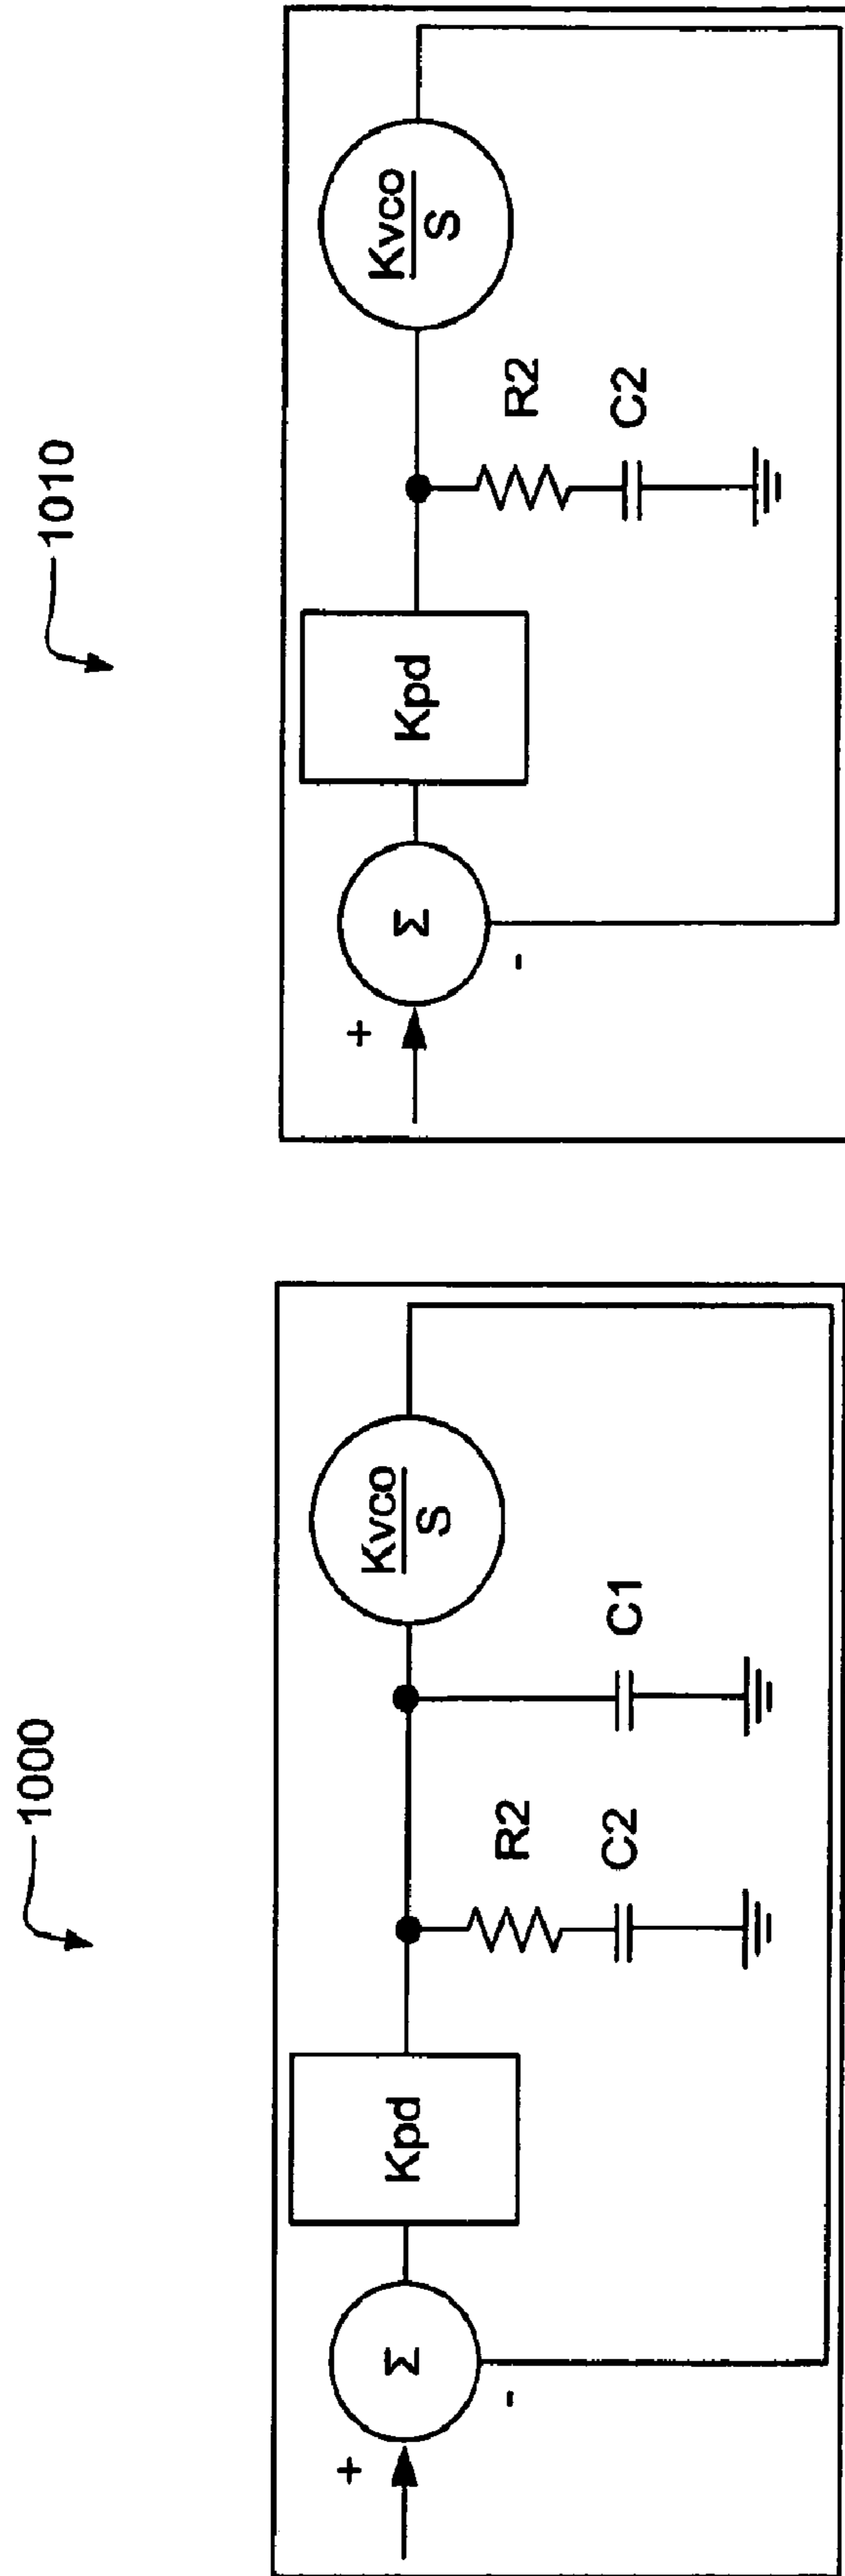 1000
+
Σ
-
Kpd
R2
C2
C1
Kvco
S
1010
+
Σ
-
Kpd
R2
C2
Kvco
S